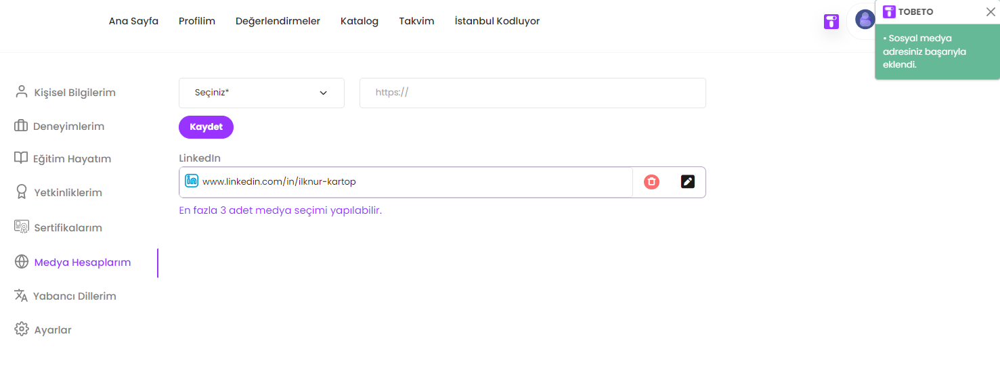 Ana Sayfa Profilim Değerlendirmeler Katalog Takvim İstanbul Kodluyor
TOBETO
• Sosyal medya
adresiniz başarıyla
eklendi.
Kişisel Bilgilerim
Deneyimlerim
Eğitim Hayatım
Yetkinliklerim
Sertifikalarım
Medya Hesaplarım
Yabancı Dillerim
Ayarlar
Seçiniz*
https://
Kaydet
LinkedIn
www.linkedin.com/in/ilknur-kartop
En fazla 3 adet medya seçimi yapılabilir.